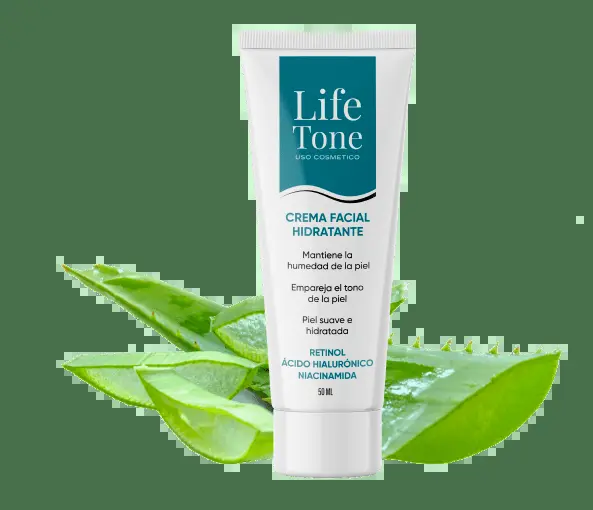 Life
Tone
USO COSMETICO
CREMA FACIAL
HIDRATANTE
Mantiene la
humedad de la piel
Empareja el tono
de la piel
Piel suave e
hidratada
RETINOL
ÁCIDO HIALURÓNICO
NIACINAMIDA
50 ML